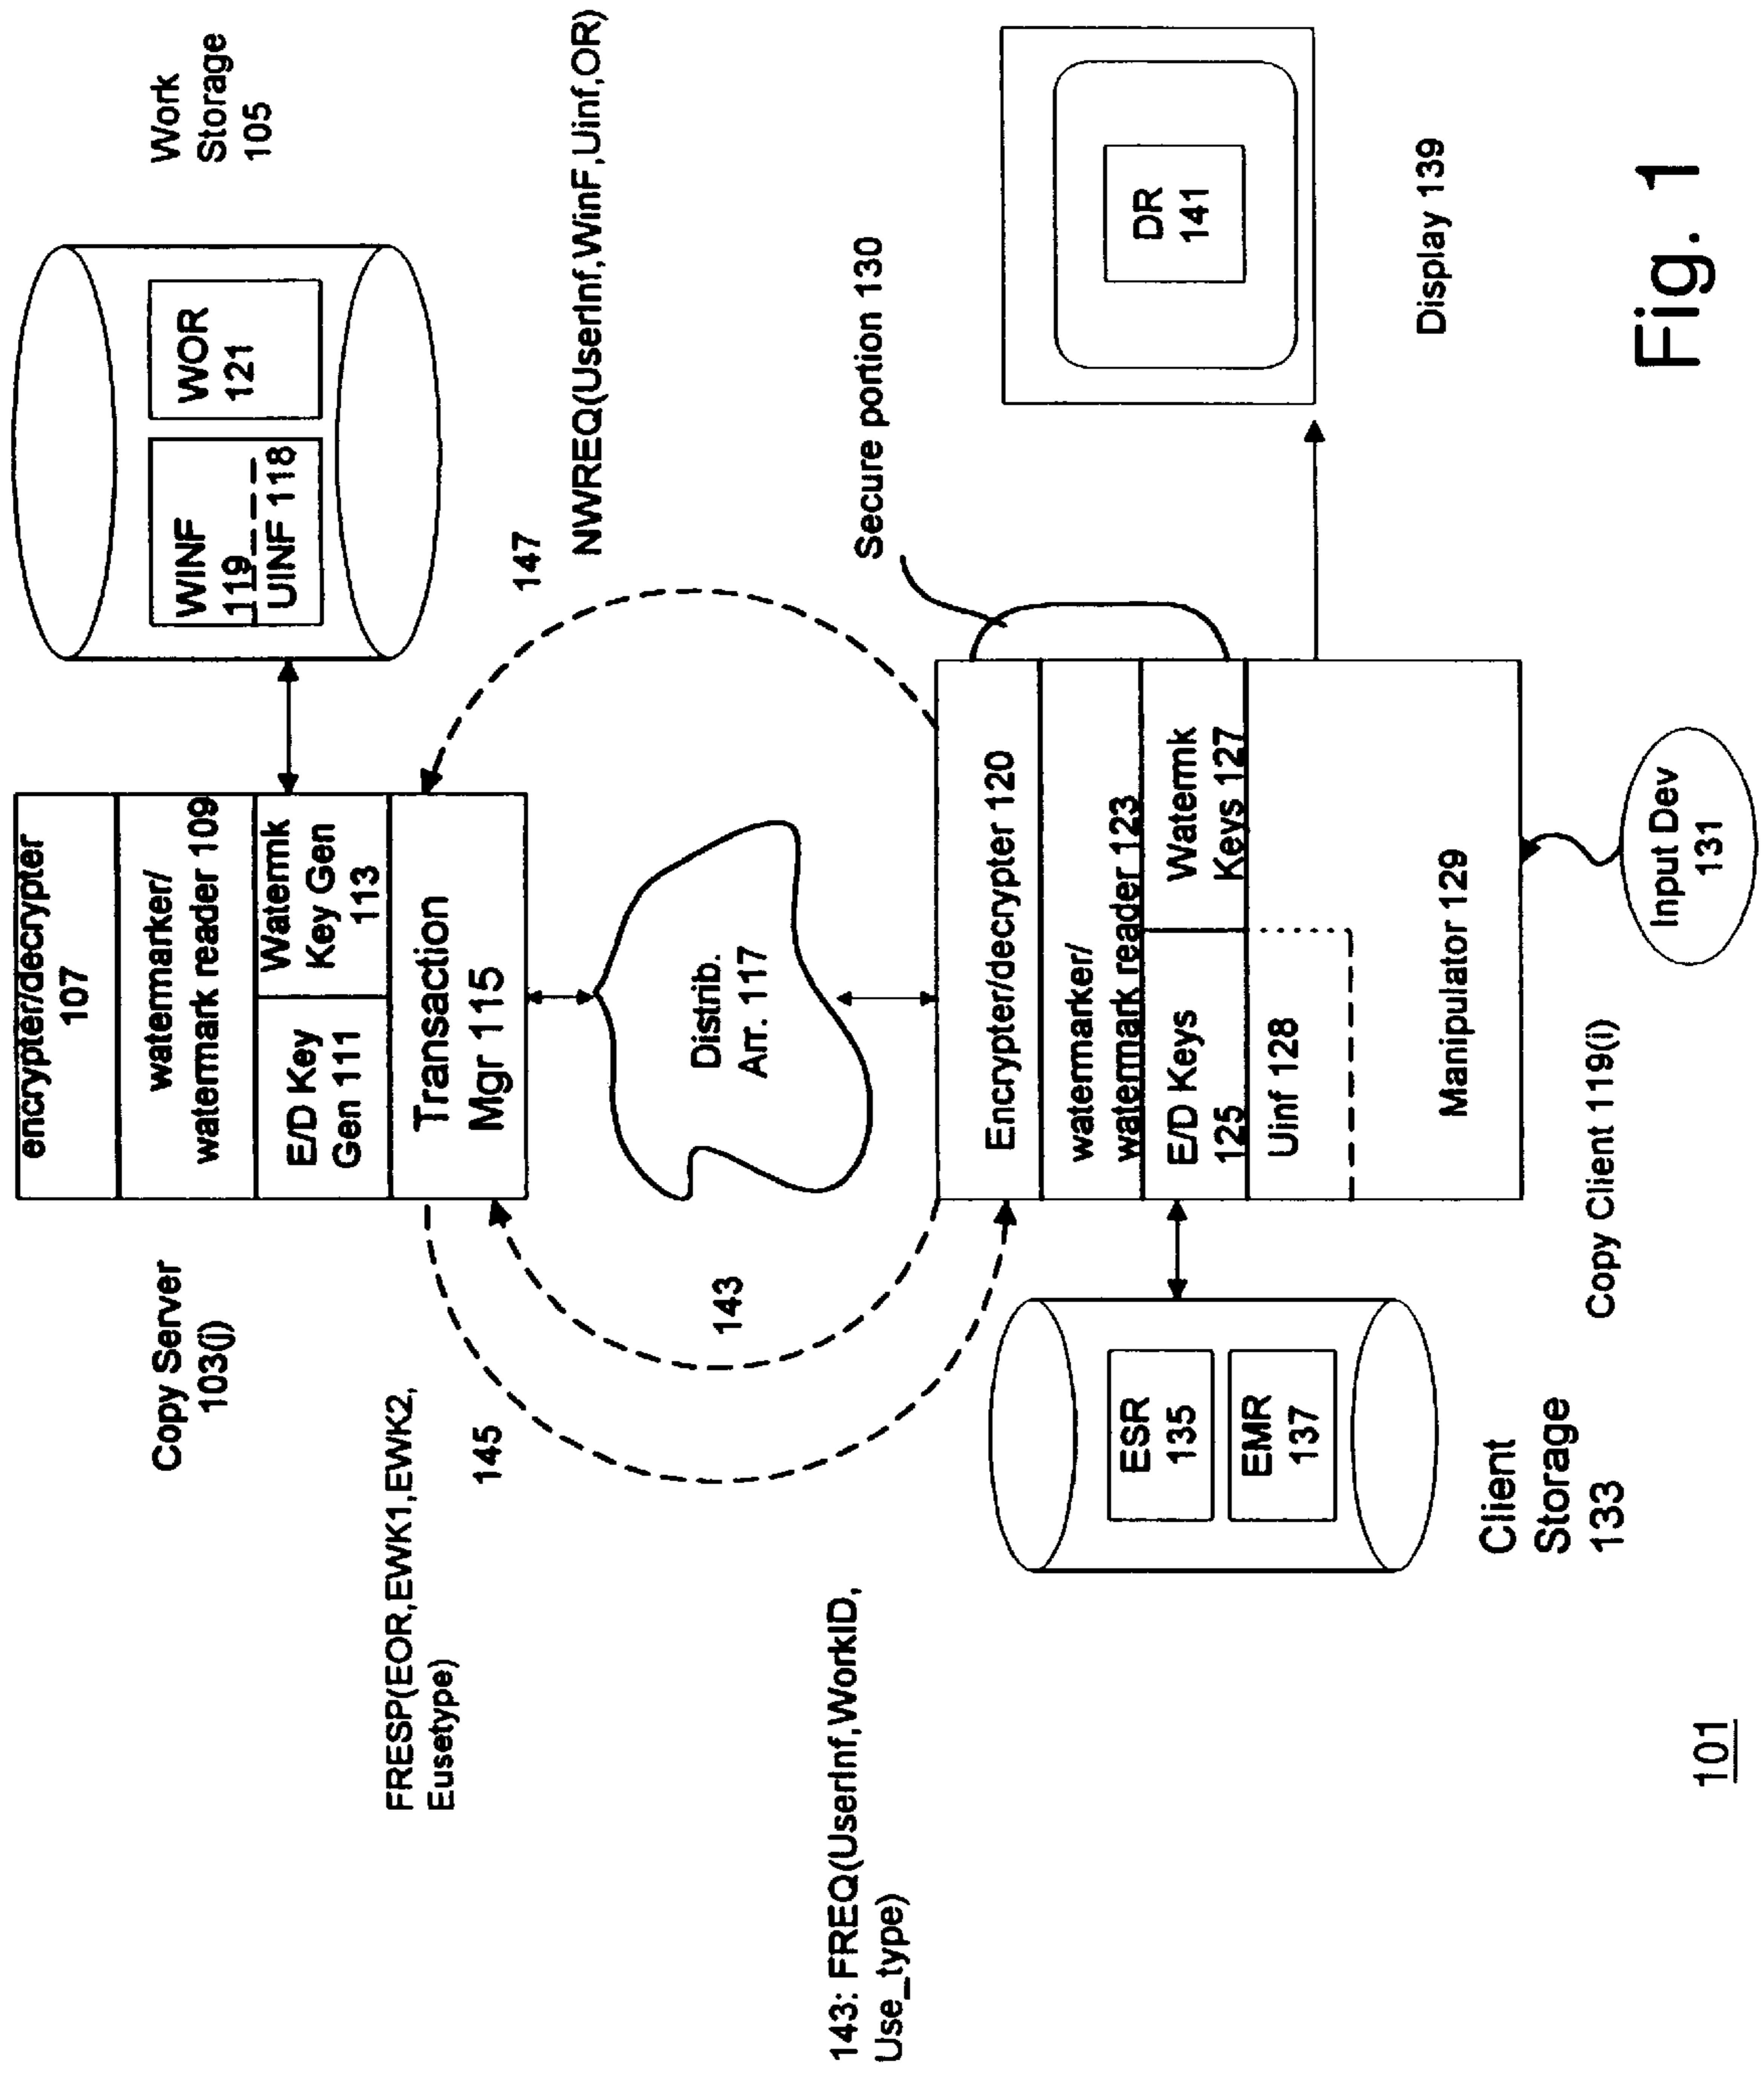 encrypter/decrypter
107
watermarker/
watermark reader 109
E/D Key
Gen 111
Watermk
Key Gen
113
Transaction
Mgr 115
Copy Server
103(j)
Work
Storage
105
WINF
119
UINF 118
WOR
121
FRESP(EOR,EWK1,EWK2,
Eusetype)
145
143
147
NWREQ(UserInf,WinF,Uinf,OR)
Distrib.
Arr. 117
143: FREQ(UserInf,WorkID,
Use_type)
Secure portion 130
Encrypter/decrypter 120
watermarker/
watermark reader 123
E/D Keys
125
Watermk
Keys 127
Uinf 128
Manipulator 129
ESR
135
EMR
137
Client
Storage
133
Copy Client 119(i)
Input Dev
131
DR
141
Display 139
101
Fig. 1